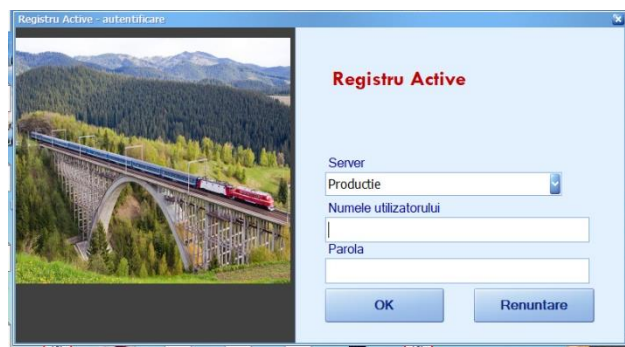 Registru Active - autentificare
Registru Active
Server
Productie
Numele utilizatorului
Parola
OK
Renuntare